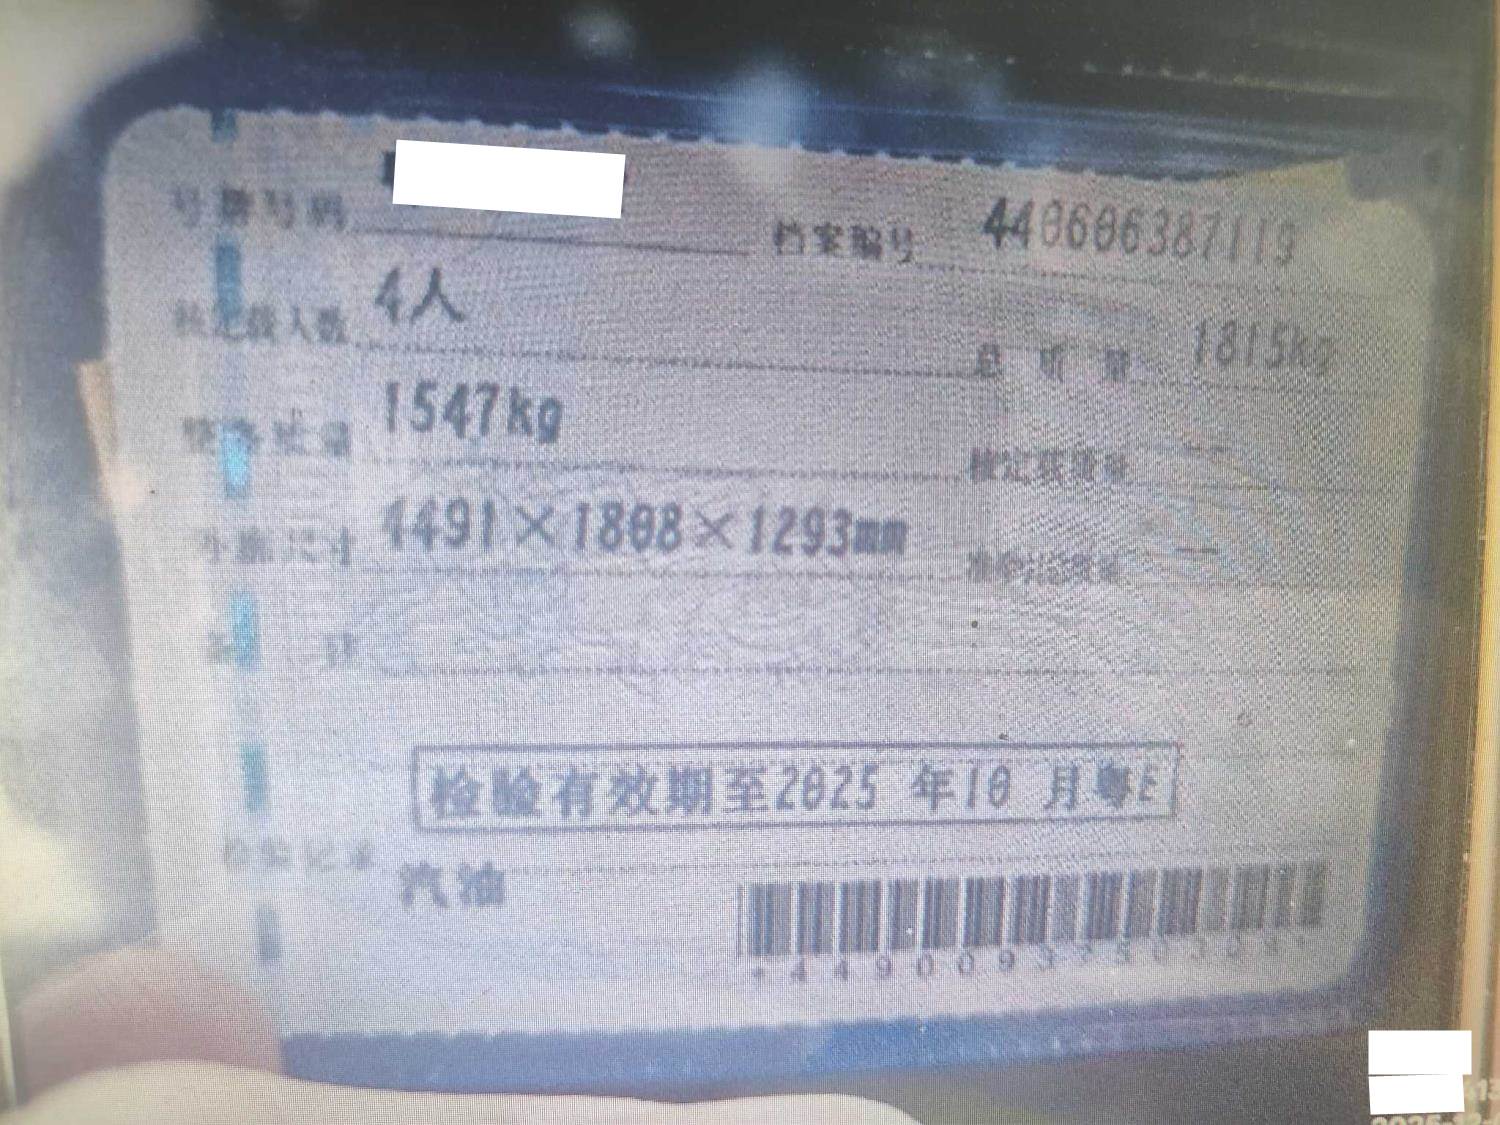 号牌号码 档案编号 440606387119
核定载人数 4人 总质量 1815kg
整备质量 1547kg 核定载质量 --
外廓尺寸 4491×1808×1293mm 准牵引总质量 --
备 注
检验有效期至2025 年10 月粤E
检验记录
汽油